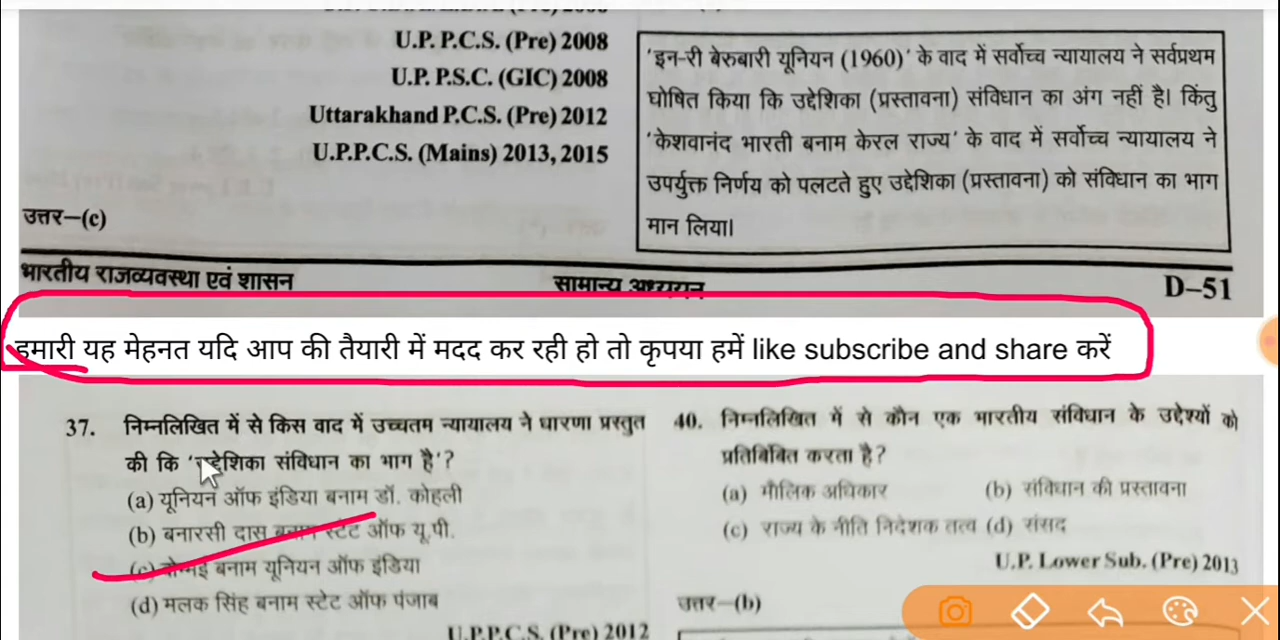 U.P. P.C.S. (Pre) 2008
U.P. P.S.C. (GIC) 2008
Uttarakhand P.C.S. (Pre) 2012
U.P.P.C.S. (Mains) 2013, 2015
उत्तर–(c)
'इन-री बेरुबारी यूनियन (1960)' के वाद में सर्वोच्च न्यायालय ने सर्वप्रथम
घोषित किया कि उद्देशिका (प्रस्तावना) संविधान का अंग नहीं है। किंतु
'केशवानंद भारती बनाम केरल राज्य' के वाद में सर्वोच्च न्यायालय ने
उपर्युक्त निर्णय को पलटते हुए उद्देशिका (प्रस्तावना) को संविधान का भाग
मान लिया।
भारतीय राजव्यवस्था एवं शासन
सामान्य अध्ययन
D–51
हमारी यह मेहनत यदि आप की तैयारी में मदद कर रही हो तो कृपया हमें like subscribe and share करें
37. निम्नलिखित में से किस वाद में उच्चतम न्यायालय ने धारणा प्रस्तुत
की कि 'उद्देशिका संविधान का भाग है'?
(a) यूनियन ऑफ इंडिया बनाम डॉ. कोहली
(b) बनारसी दास बनाम स्टेट ऑफ यू.पी.
(c) बोम्मई बनाम यूनियन ऑफ इंडिया
(d) मलक सिंह बनाम स्टेट ऑफ पंजाब
U.P.P.C.S. (Pre) 2012
40. निम्नलिखित में से कौन एक भारतीय संविधान के उद्देश्यों को
प्रतिबिंबित करता है?
(a) मौलिक अधिकार (b) संविधान की प्रस्तावना
(c) राज्य के नीति निदेशक तत्व (d) संसद
U.P. Lower Sub. (Pre) 2013
उत्तर–(b)